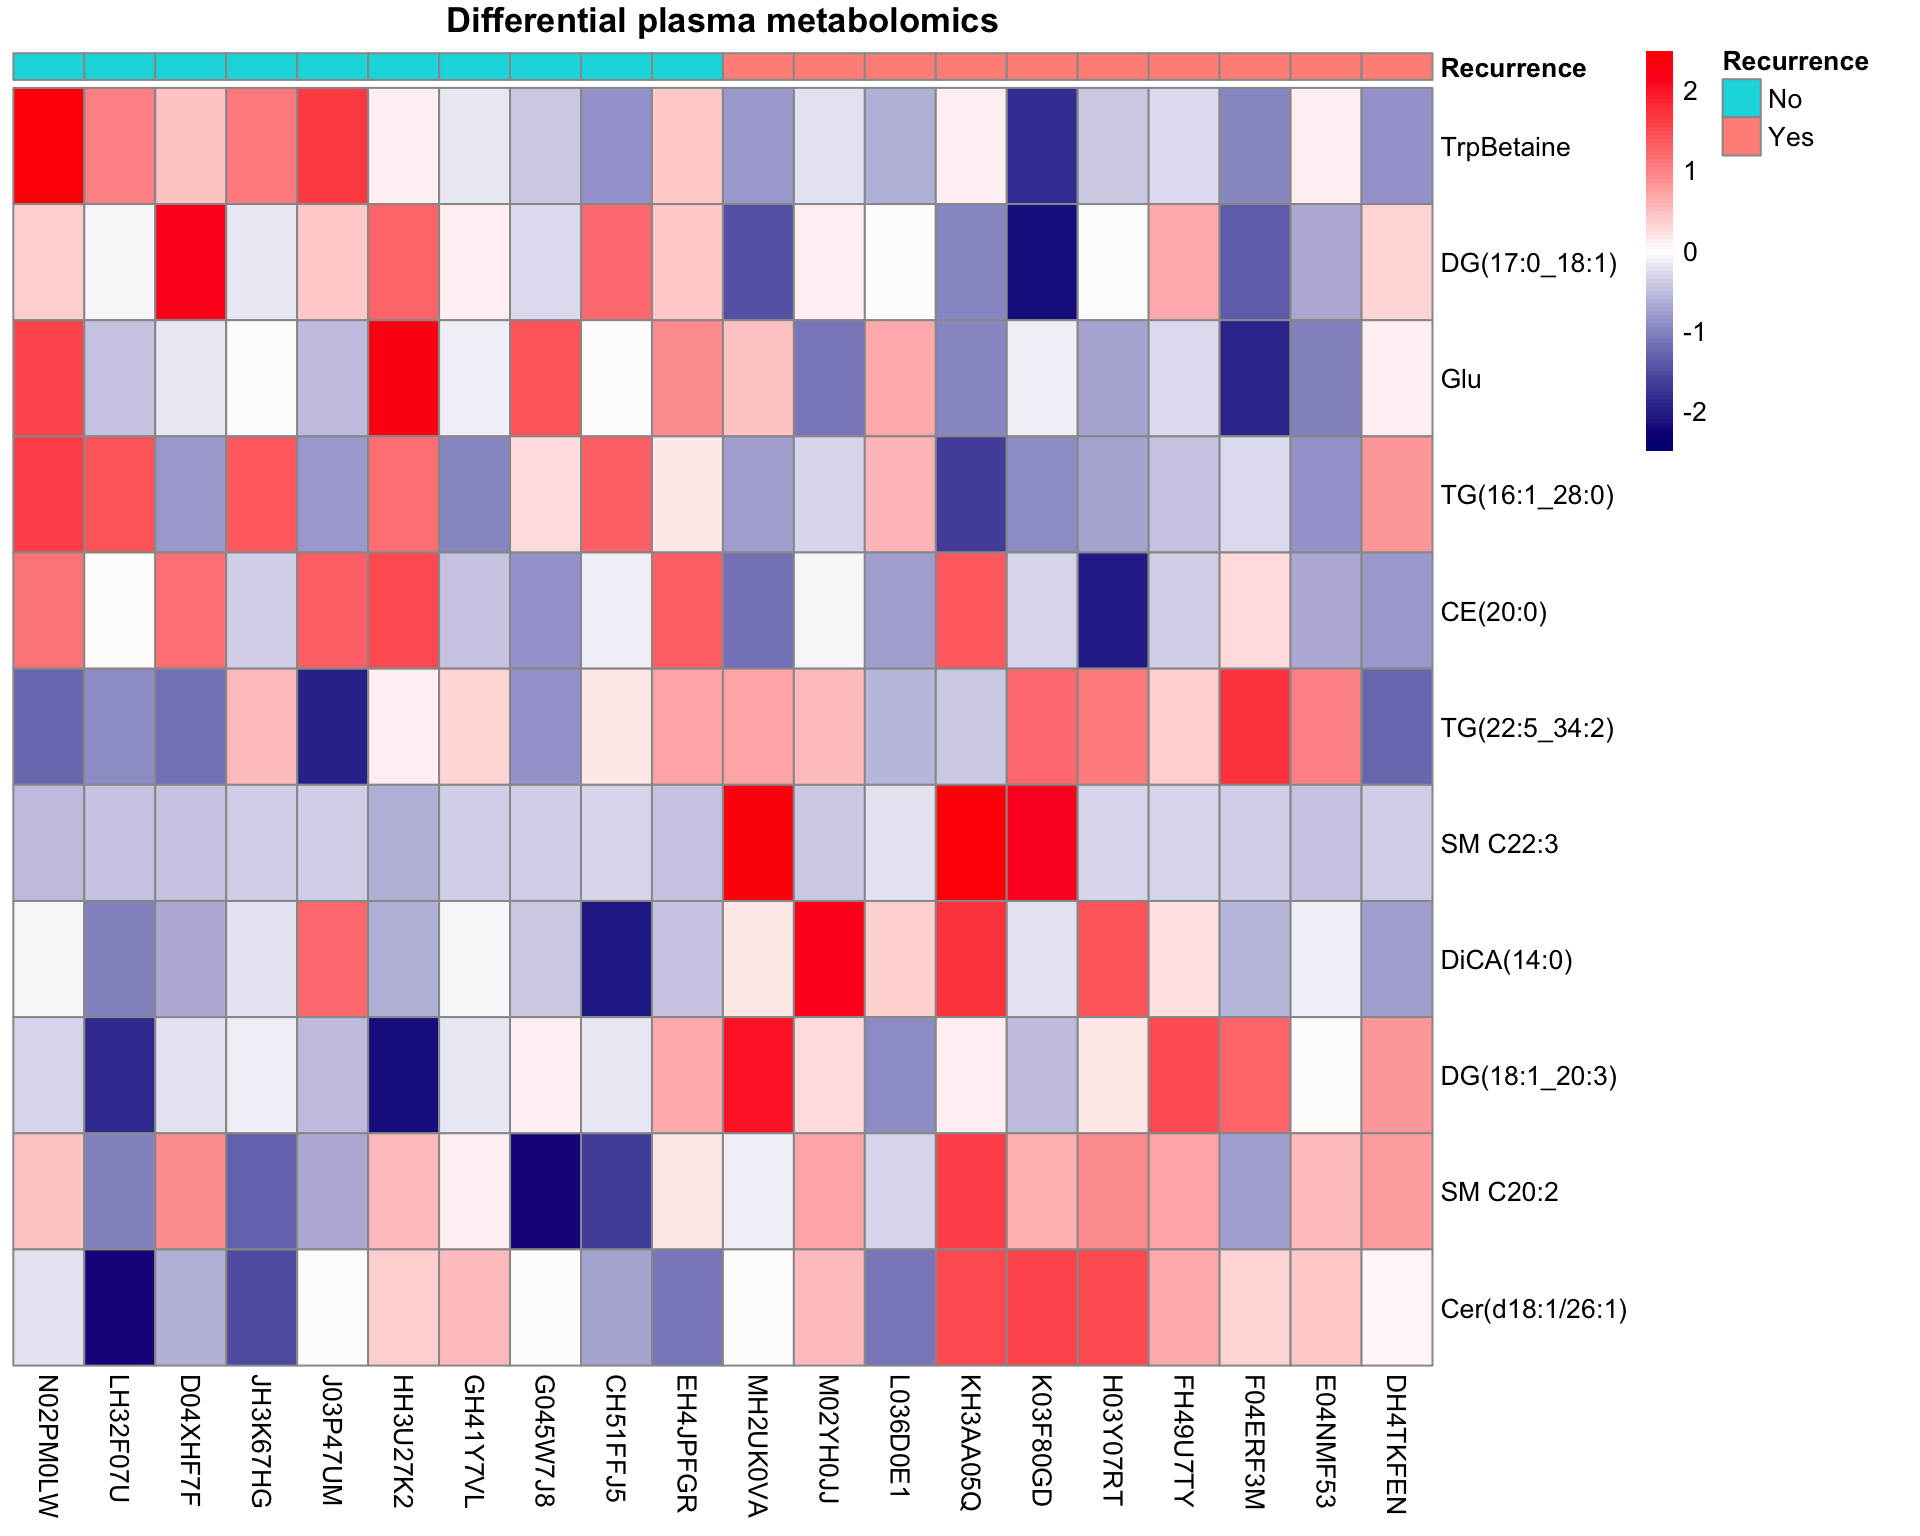 Differential plasma metabolomics
Recurrence
TrpBetaine
DG(17:0_18:1)
Glu
TG(16:1_28:0)
CE(20:0)
TG(22:5_34:2)
SM C22:3
DiCA(14:0)
DG(18:1_20:3)
SM C20:2
Cer(d18:1/26:1)
N02PM0LW
LH32F07U
D04XHF7F
JH3K67HG
J03P47UM
HH3U27K2
GH41Y7VL
G045W7J8
CH51FFJ5
EH4JPFGR
MH2UK0VA
M02YH0JJ
L036D0E1
KH3AA05Q
K03F80GD
H03Y07RT
FH49U7TY
F04ERF3M
E04NMF53
DH4TKFEN
2
1
0
-1
-2
Recurrence
No
Yes